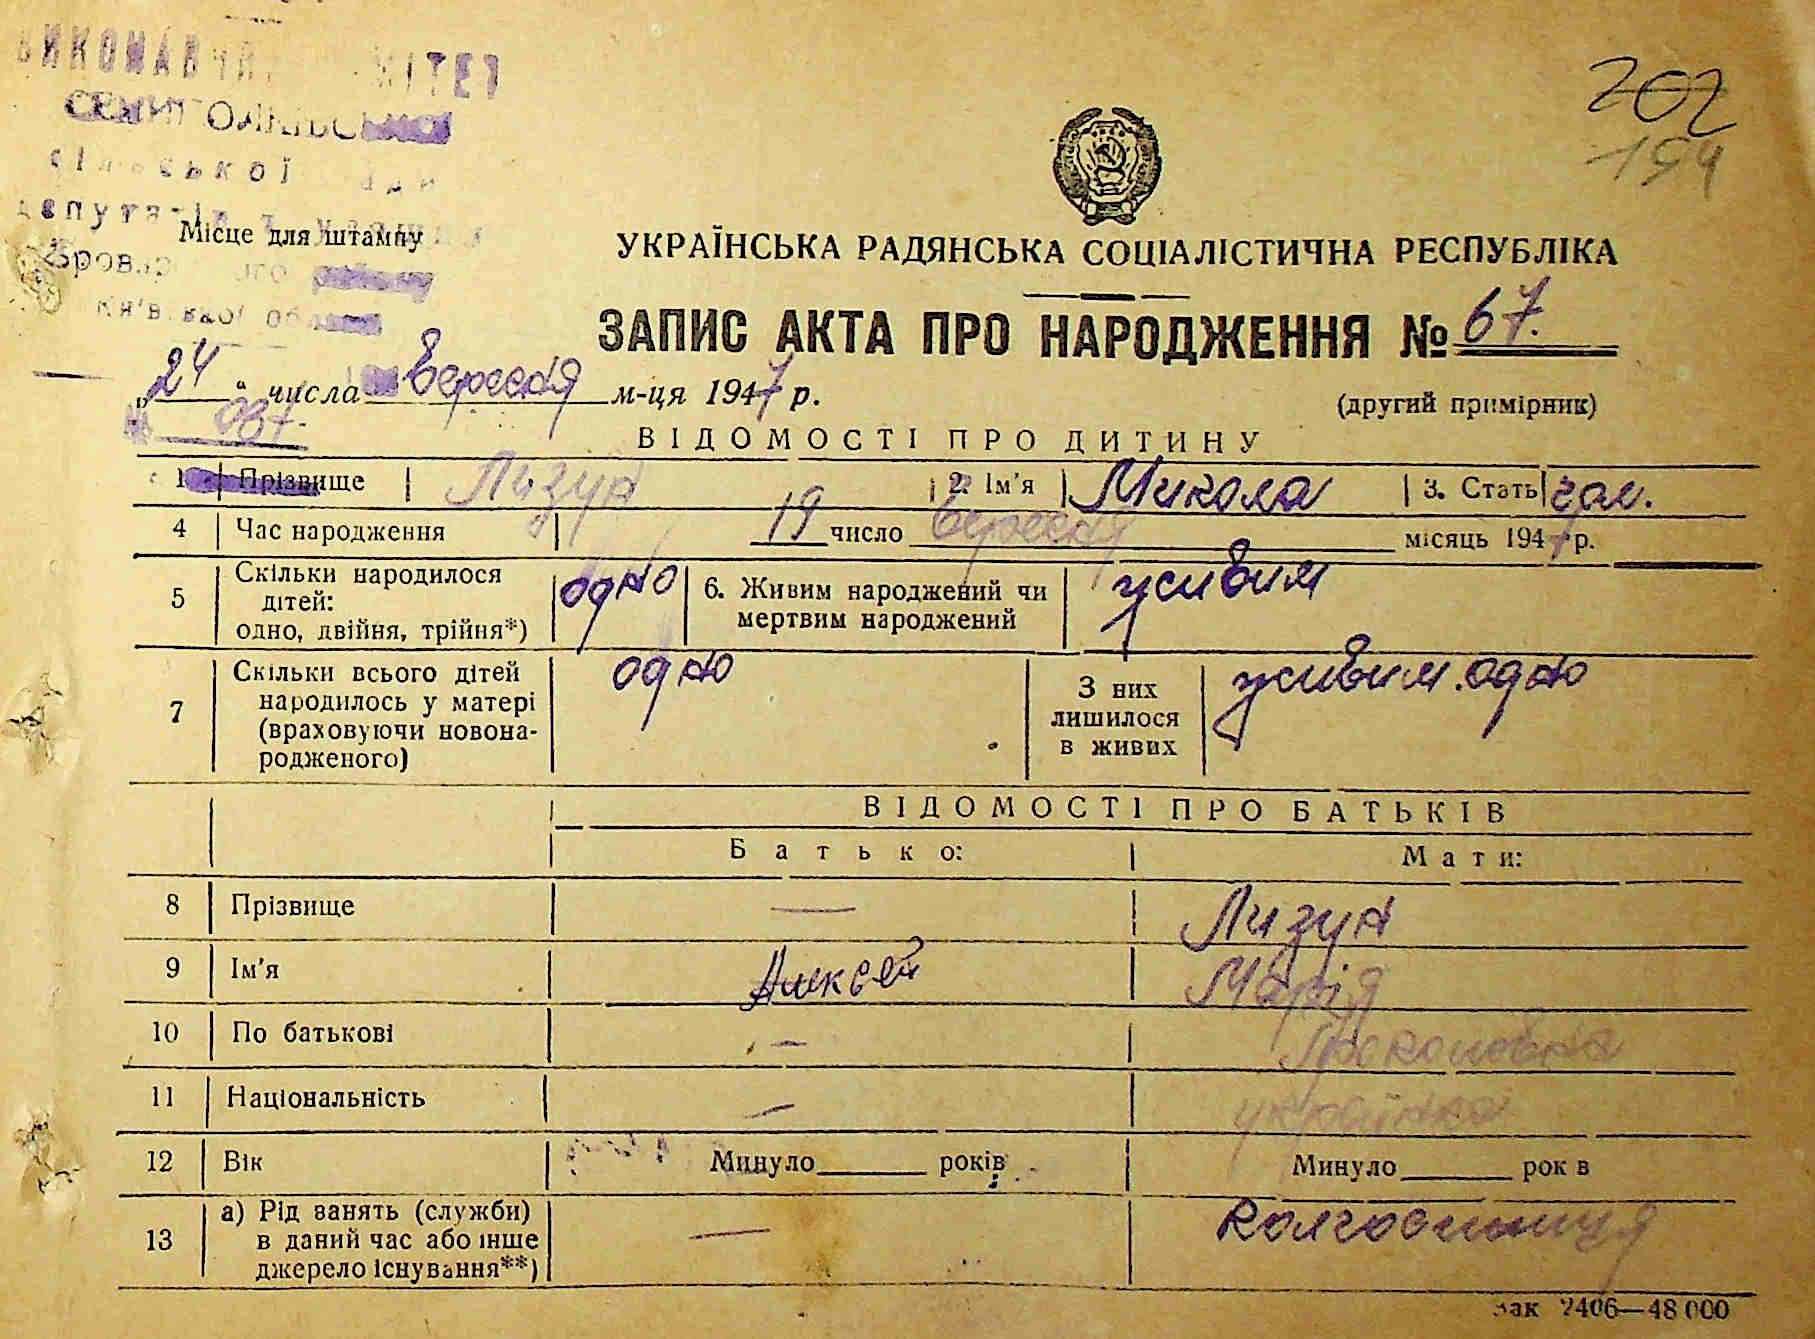 202
194
ВИКОНАВЧИЙ КОМІТЕТ
сільської ради
Місце для штампу
УКРАЇНСЬКА РАДЯНСЬКА СОЦІАЛІСТИЧНА РЕСПУБЛІКА
ЗАПИС АКТА ПРО НАРОДЖЕННЯ № 67.
„24“ числа вересня м-ця 1947 р.
(другий примірник)
ВІДОМОСТІ ПРО ДИТИНУ
1 Прізвище Лизун 2. Ім'я Микола 3. Стать чол.
4 Час народження 19 число вересня місяць 1947 р.
5 Скільки народилося дітей: одно, двійня, трійня*) одно 6. Живим народжений чи мертвим народжений живим
7 Скільки всього дітей народилось у матері (враховуючи новонародженого) одно З них лишилося в живих живим. одно
ВІДОМОСТІ ПРО БАТЬКІВ
Батько: Мати:
8 Прізвище — Лизун
9 Ім'я Алексей Марія
10 По батькові —
11 Національність — українка
12 Вік Минуло років Минуло рок в
13 а) Рід занять (служби) в даний час або інше джерело існування**) — колгоспниця
Зак 2406—48 000